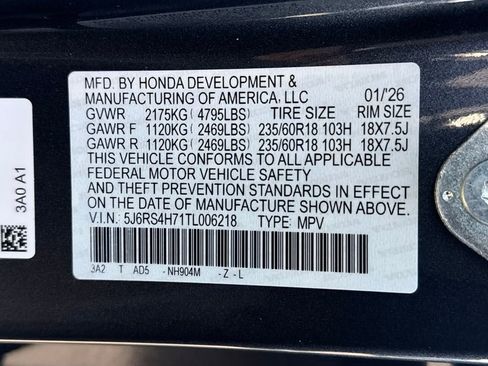 MFD. BY HONDA DEVELOPMENT &
MANUFACTURING OF AMERICA, LLC 01/'26
GVWR 2175KG( 4795LBS) TIRE SIZE RIM SIZE
GAWR F 1120KG( 2469LBS) 235/60R18 103H 18X7.5J
GAWR R 1120KG( 2469LBS) 235/60R18 103H 18X7.5J
THIS VEHICLE CONFORMS TO ALL APPLICABLE
FEDERAL MOTOR VEHICLE SAFETY
AND THEFT PREVENTION STANDARDS IN EFFECT
ON THE DATE OF MANUFACTURE SHOWN ABOVE.
V.I.N: 5J6RS4H71TL006218 TYPE: MPV
3A2 T AD5 -NH904M -Z-L
3A0 A1